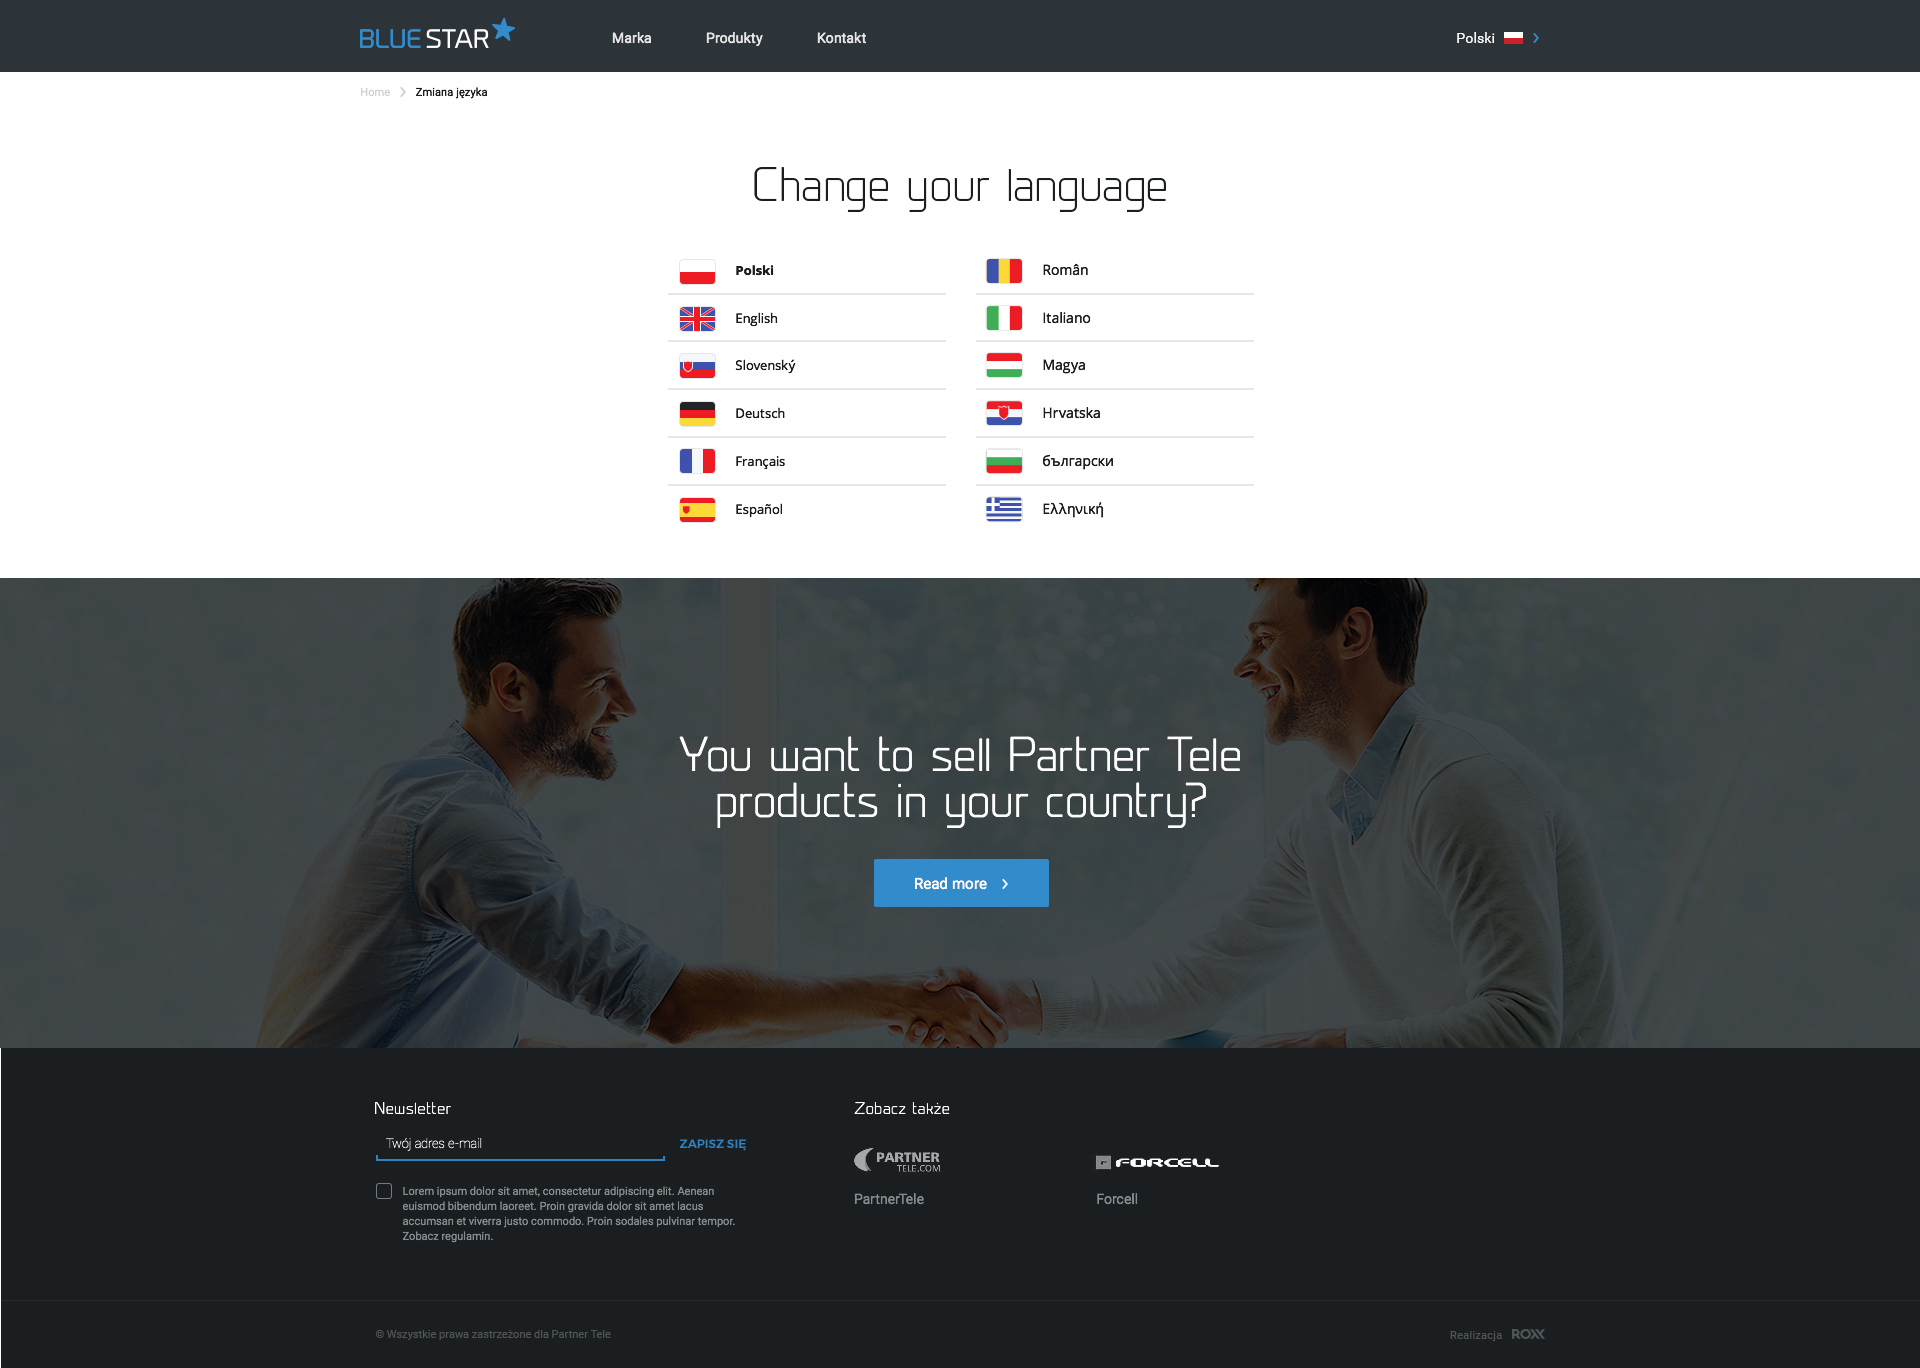 BLUE STAR
Marka
Produkty
Kontakt
Polski
Home
Zmiana języka
Change your language
Polski
Român
English
Italiano
Slovenský
Magya
Deutsch
Hrvatska
Français
български
Español
Ελληνική
You want to sell Partner Tele
products in your country?
Read more
Newsletter
Zobacz także
Twój adres e-mail
ZAPISZ SIĘ
PARTNER
TELE.COM
FORCELL
Lorem ipsum dolor sit amet, consectetur adipiscing elit. Aenean
euismod bibendum laoreet. Proin gravida dolor sit amet lacus
accumsan et viverra justo commodo. Proin sodales pulvinar tempor.
Zobacz regulamin.
PartnerTele
Forcell
© Wszystkie prawa zastrzeżone dla Partner Tele
Realizacja ROXX